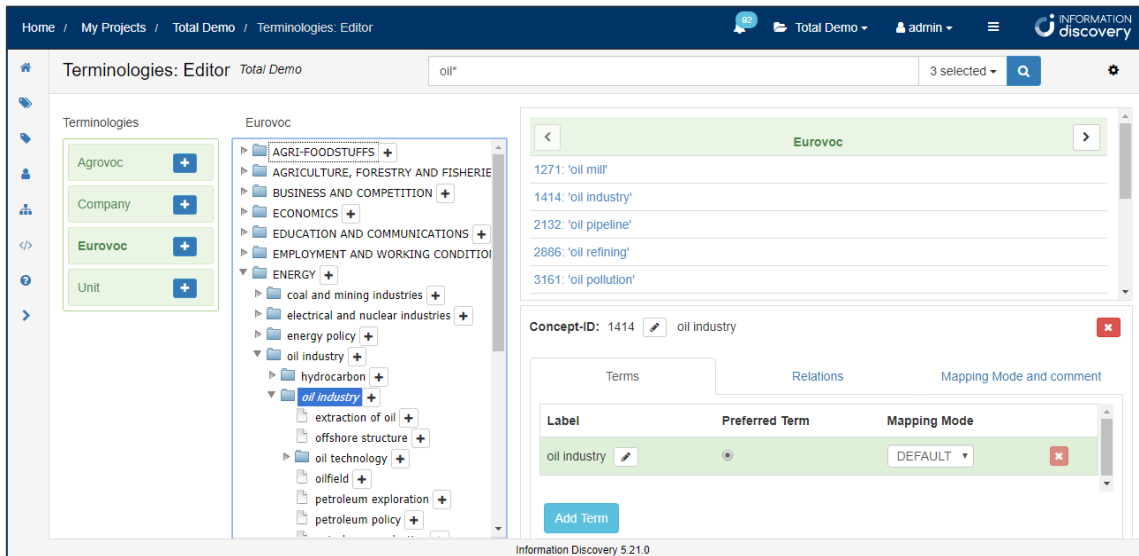 Home / My Projects / Total Demo / Terminologies: Editor
92
Total Demo
admin
INFORMATION
discovery
Terminologies: Editor Total Demo
oil*
3 selected
Terminologies
Agrovoc
Company
Eurovoc
Unit
Eurovoc
AGRI-FOODSTUFFS
AGRICULTURE, FORESTRY AND FISHERIE
BUSINESS AND COMPETITION
ECONOMICS
EDUCATION AND COMMUNICATIONS
EMPLOYMENT AND WORKING CONDITIO
ENERGY
coal and mining industries
electrical and nuclear industries
energy policy
oil industry
hydrocarbon
oil industry
extraction of oil
offshore structure
oil technology
oilfield
petroleum exploration
petroleum policy
Eurovoc
1271: 'oil mill'
1414: 'oil industry'
2132: 'oil pipeline'
2886: 'oil refining'
3161: 'oil pollution'
Concept-ID: 1414 oil industry
Terms Relations Mapping Mode and comment
Label Preferred Term Mapping Mode
oil industry DEFAULT
Add Term
Information Discovery 5.21.0